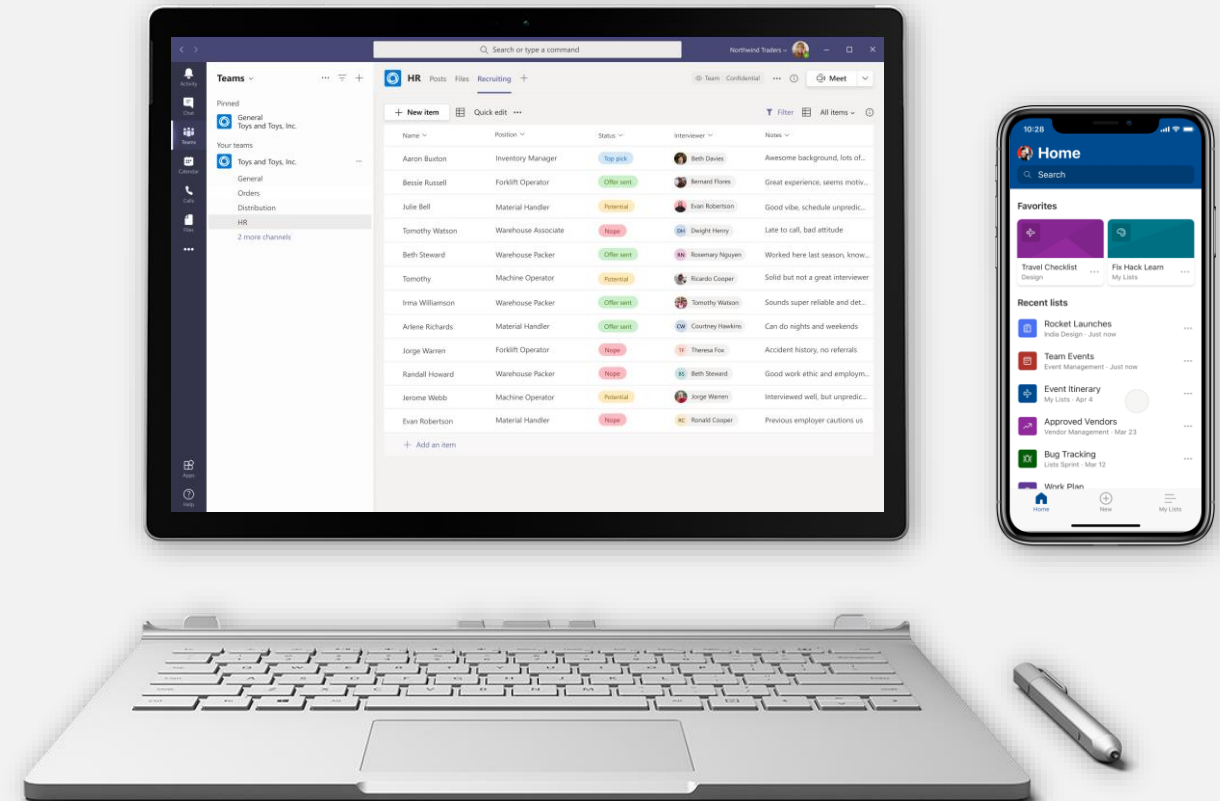 Search or type a command
Northwind Traders
Activity
Chat
Teams
Calendar
Calls
Files
Apps
Help
Teams
Pinned
General
Toys and Toys, Inc.
Your teams
Toys and Toys, Inc.
General
Orders
Distribution
HR
2 more channels
HR Posts Files Recruiting
Team Confidential
Meet
+ New item Quick edit
Filter All items
Name Position Status Interviewer Notes
Aaron Buxton Inventory Manager Top pick Beth Davies Awesome background, lots of...
Bessie Russell Forklift Operator Offer sent Bernard Flores Great experience, seems motiv...
Julie Bell Material Handler Potential Evan Robertson Good vibe, schedule unpredic...
Tomothy Watson Warehouse Associate Nope DH Dwight Henry Late to call, bad attitude
Beth Steward Warehouse Packer Offer sent RN Rosemary Nguyen Worked here last season, know...
Tomothy Machine Operator Potential Ricardo Cooper Solid but not a great interviewer
Irma Williamson Warehouse Packer Offer sent Tomothy Watson Sounds super reliable and det...
Arlene Richards Material Handler Offer sent CW Courtney Hawkins Can do nights and weekends
Jorge Warren Forklift Operator Nope TF Theresa Fox Accident history, no referrals
Randall Howard Warehouse Packer Nope BS Beth Steward Good work ethic and employm...
Jerome Webb Machine Operator Potential Jorge Warren Interviewed well, but unpredic...
Evan Robertson Material Handler Nope RC Ronald Cooper Previous employer cautions us
+ Add an item
10:28
Home
Search
Favorites
Travel Checklist
Design
Fix Hack Learn
My Lists
Recent lists
Rocket Launches
India Design · Just now
Team Events
Event Management · Just now
Event Itinerary
My Lists · Apr 4
Approved Vendors
Vendor Management · Mar 23
Bug Tracking
Lists Sprint · Mar 12
Work Plan
Home
New
My Lists